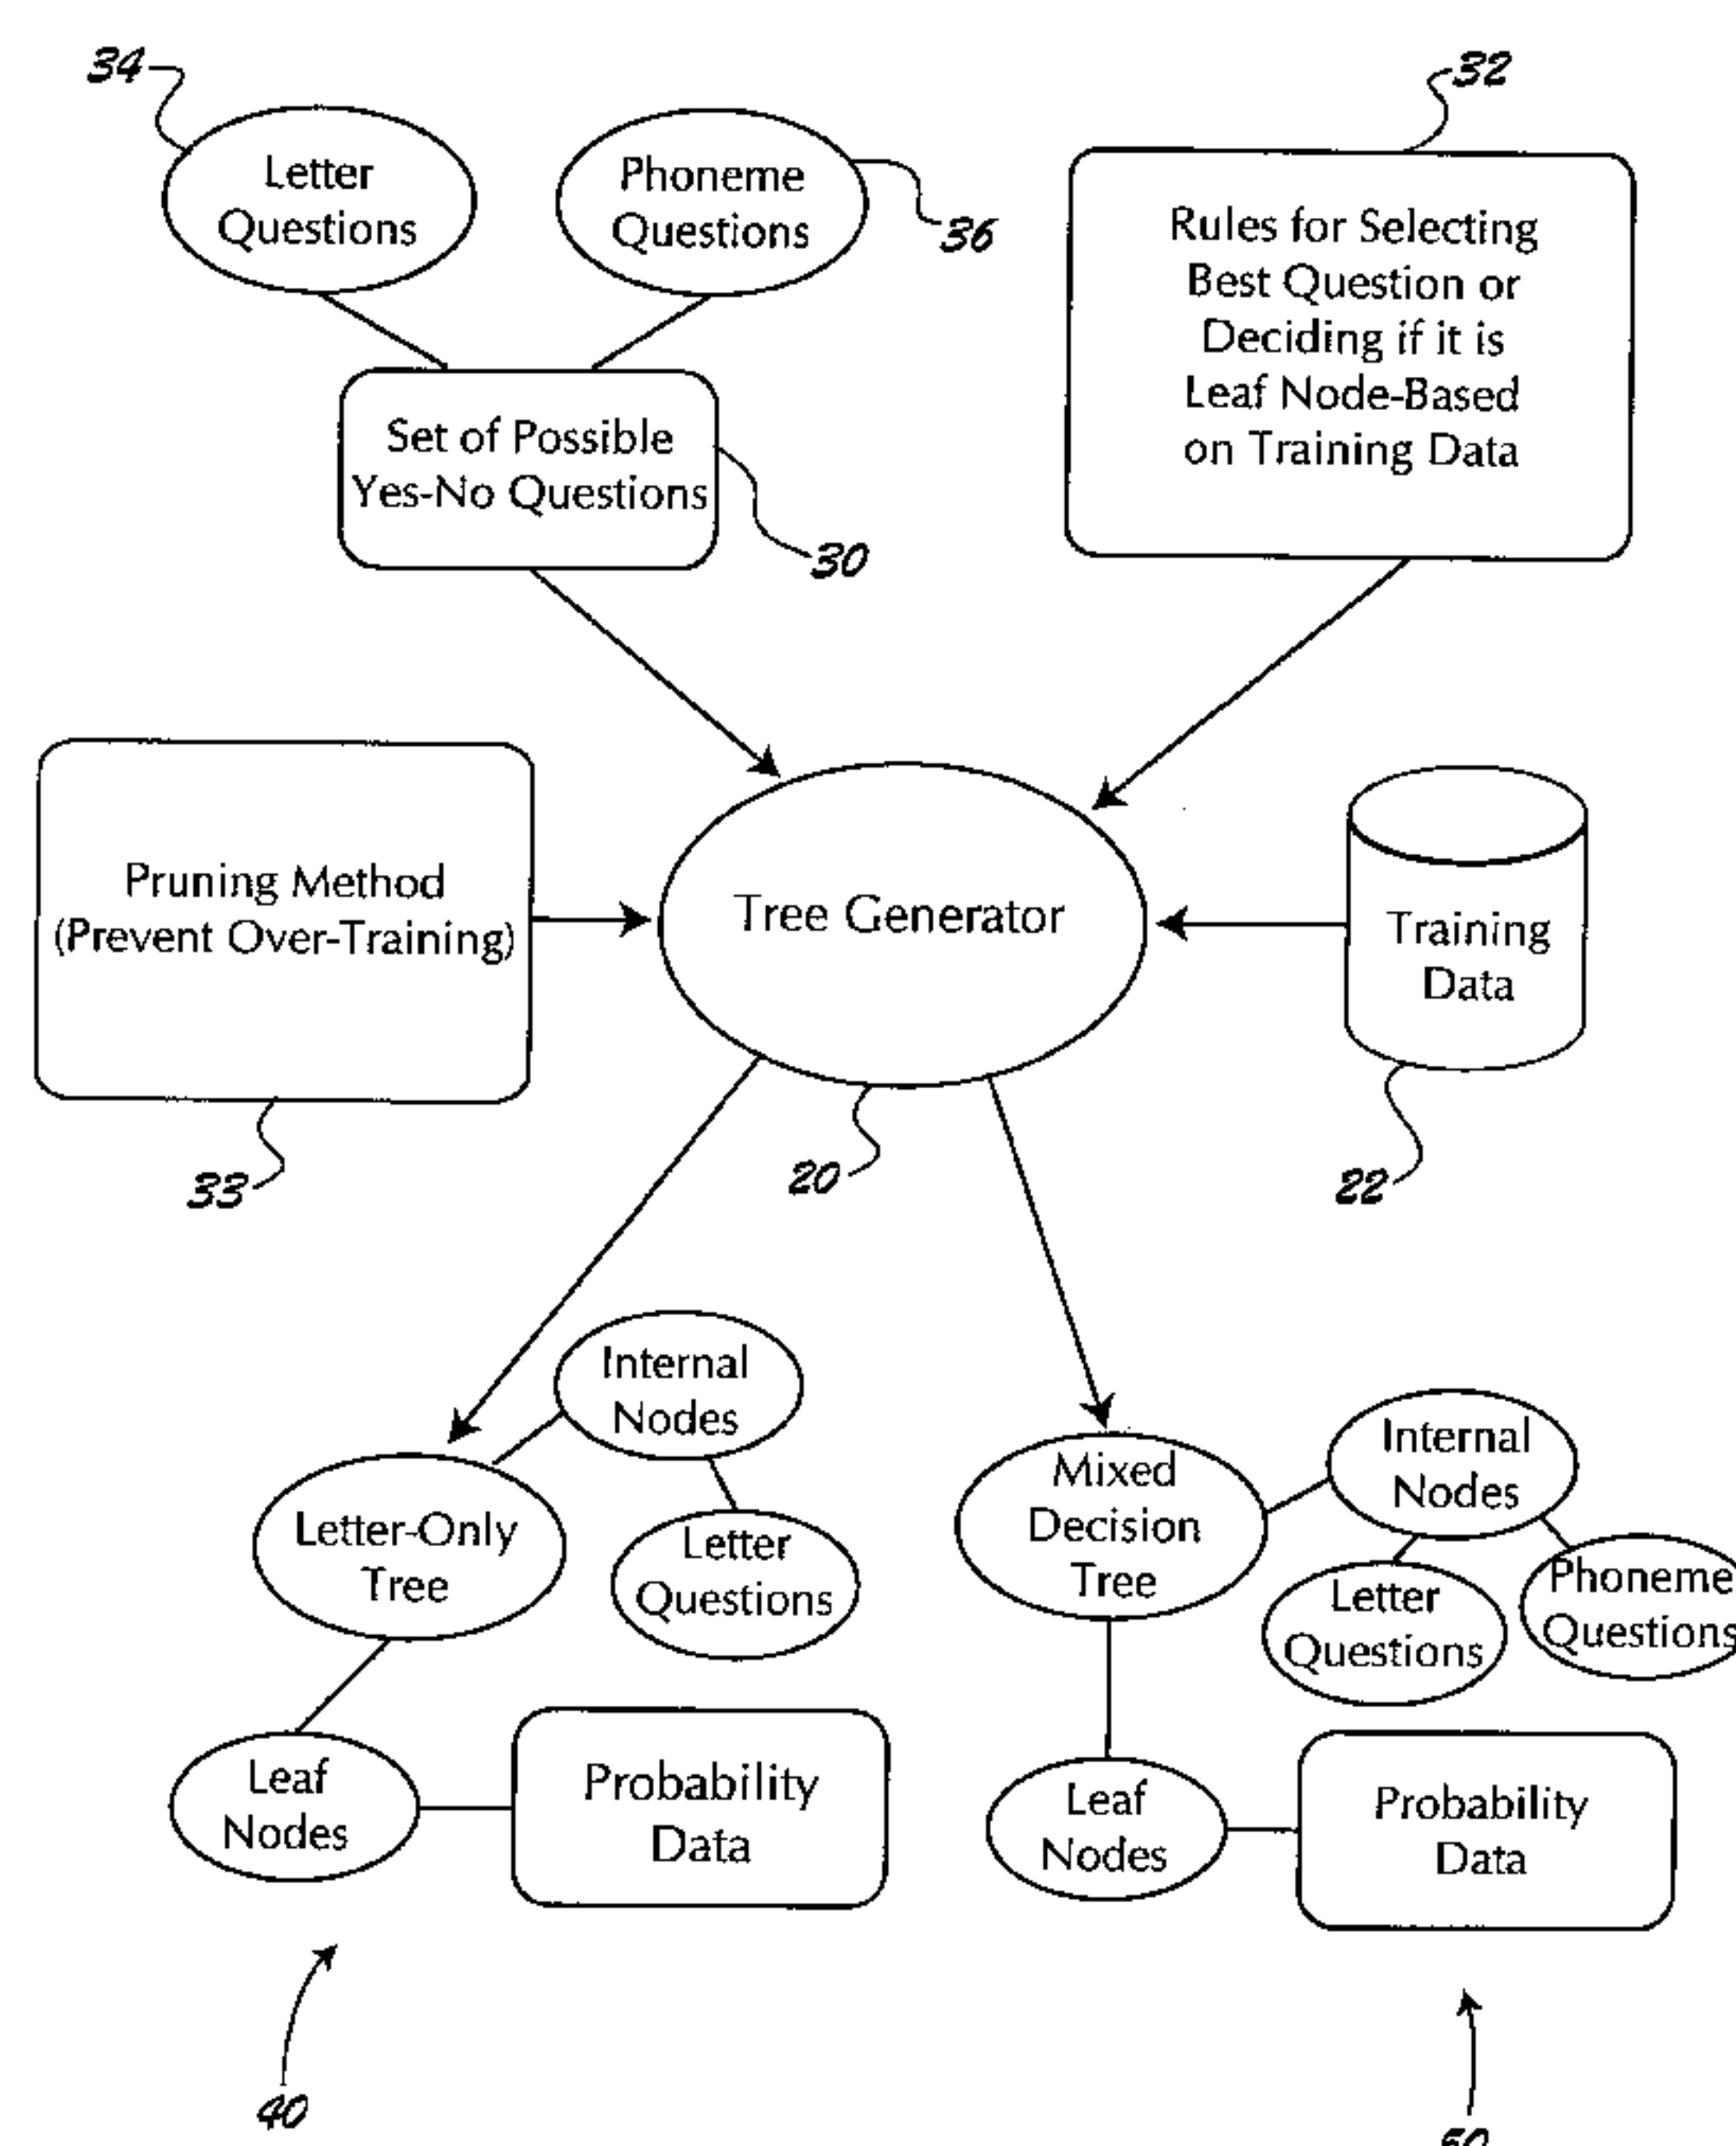 34
32
Letter
Questions
Phoneme
Questions
36
Rules for Selecting
Best Question or
Deciding if it is
Leaf Node-Based
on Training Data
Set of Possible
Yes-No Questions
30
Pruning Method
(Prevent Over-Training)
Tree Generator
Training
Data
33
20
22
Internal
Nodes
Letter-Only
Tree
Letter
Questions
Mixed
Decision
Tree
Internal
Nodes
Letter
Questions
Phoneme
Questions
Leaf
Nodes
Probability
Data
Leaf
Nodes
Probability
Data
40
50